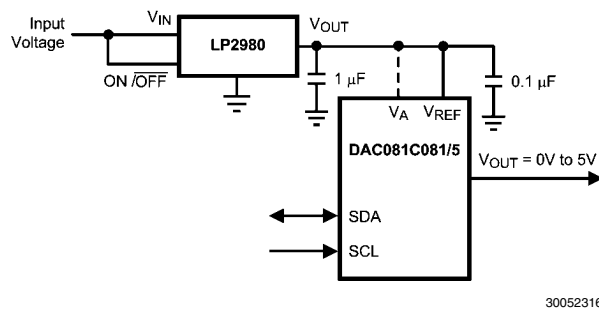 Input
Voltage
VIN
LP2980
VOUT
ON /OFF
1 µF
0.1 µF
VA
VREF
DAC081C081/5
VOUT = 0V to 5V
SDA
SCL
30052316